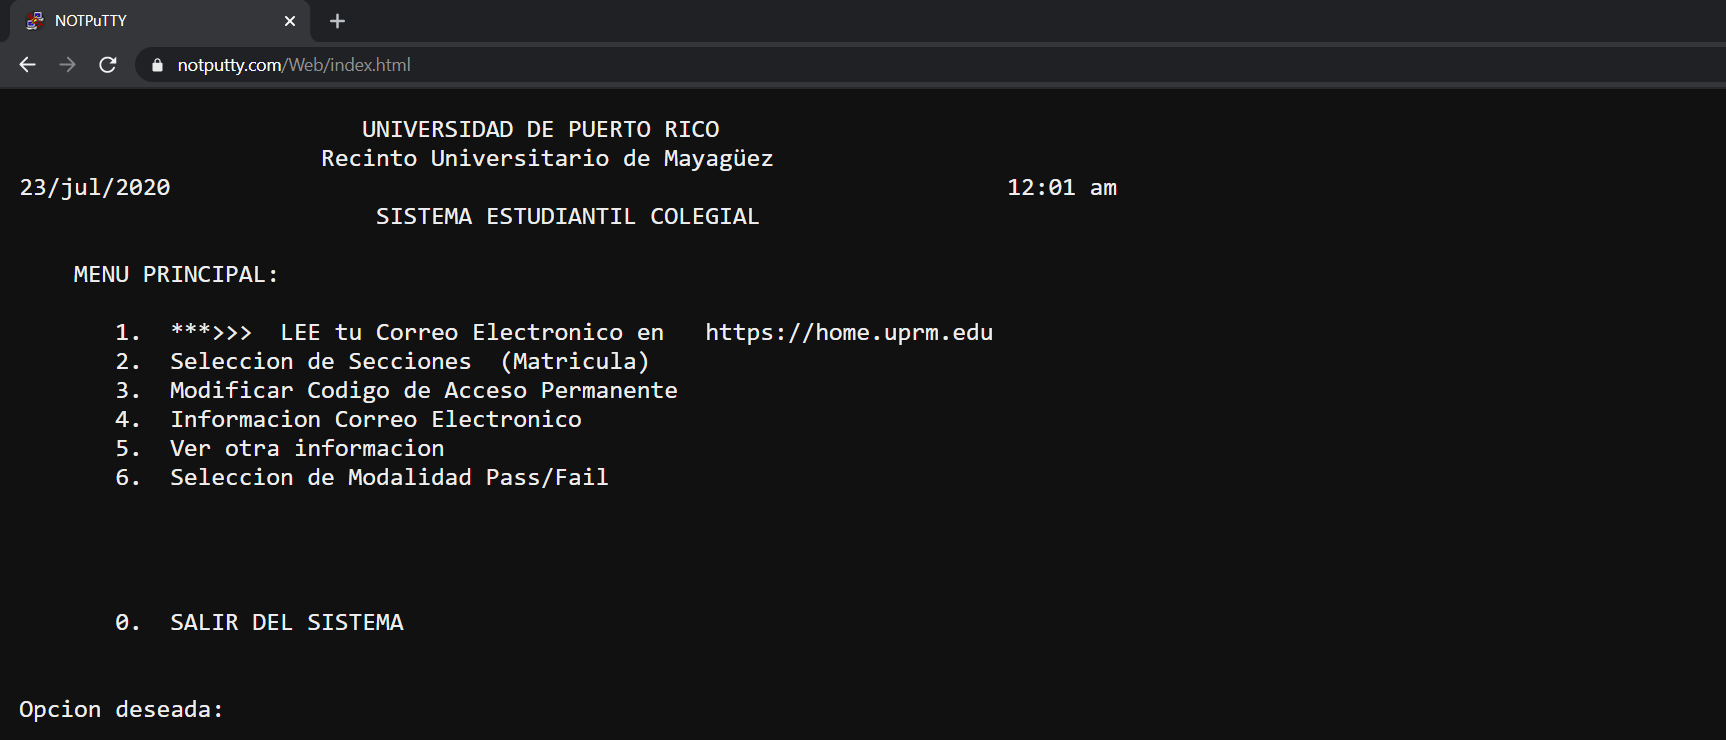 NOTPuTTY
notputty.com/Web/index.html
UNIVERSIDAD DE PUERTO RICO
Recinto Universitario de Mayagüez
23/jul/2020 12:01 am
SISTEMA ESTUDIANTIL COLEGIAL
MENU PRINCIPAL:
1. ***>>> LEE tu Correo Electronico en https://home.uprm.edu
2. Seleccion de Secciones (Matricula)
3. Modificar Codigo de Acceso Permanente
4. Informacion Correo Electronico
5. Ver otra informacion
6. Seleccion de Modalidad Pass/Fail
0. SALIR DEL SISTEMA
Opcion deseada: